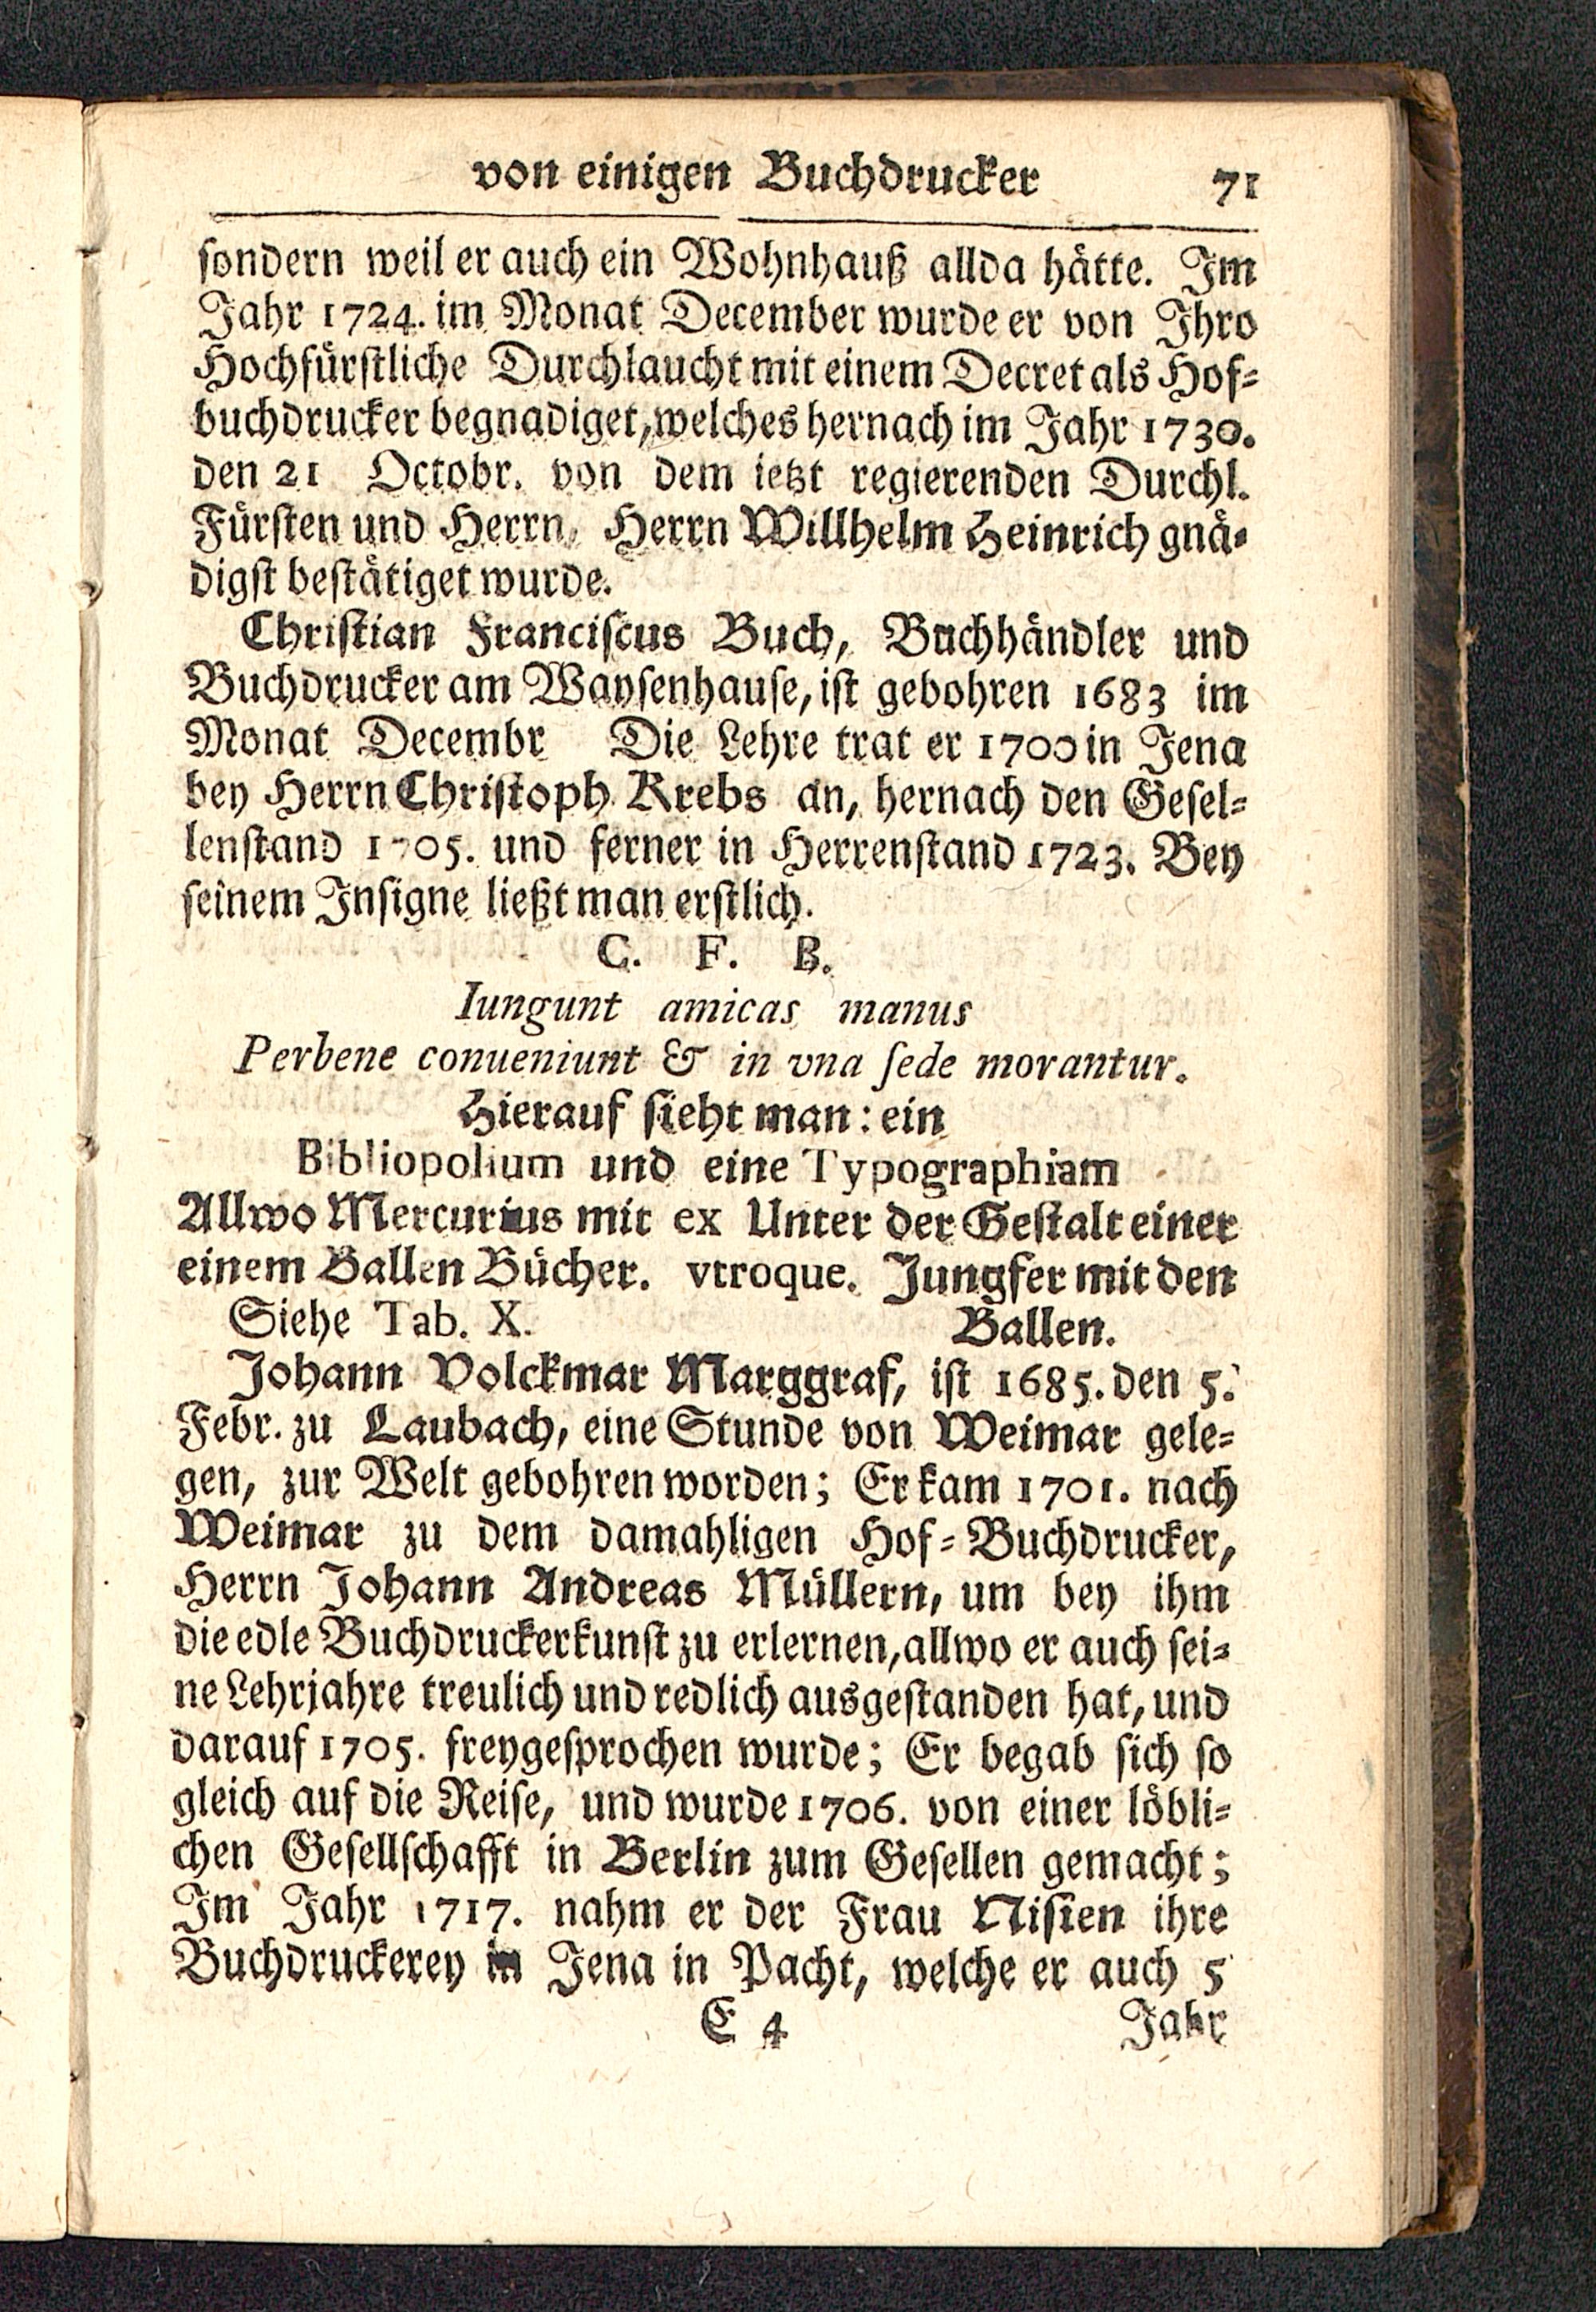 von einigen Buchdrucker 71
sondern weil er auch ein Wohnhauß allda hätte. Im
Jahr 1724. im Monat December wurde er von Ihro
Hochfürstliche Durchlaucht mit einem Decret als Hof-
buchdrucker begnadiget, welches hernach im Jahr 1730.
den 21 Octobr. von dem ietzt regierenden Durchl.
Fürsten und Herrn, Herrn Willhelm Heinrich gnä-
digst bestätiget wurde.
Christian Franciscus Buch, Buchhändler und
Buchdrucker am Waysenhause, ist gebohren 1683 im
Monat Decembr Die Lehre trat er 1700 in Jena
bey Herrn Christoph Krebs an, hernach den Gesel-
lenstand 1705. und ferner in Herrenstand 1723. Bey
seinem Insigne ließt man erstlich.
C. F. B.
Iungunt amicas manus
Perbene conueniunt & in vna sede morantur.
Hierauf sieht man: ein
Bibliopolium und eine Typographiam
Allwo Mercurius mit ex Unter der Gestalt einer
einem Ballen Bücher. vtroque. Jungfer mit den
Siehe Tab. X. Ballen.
Johann Volckmar Marggraf, ist 1685. den 5.
Febr. zu Laubach, eine Stunde von Weimar gele-
gen, zur Welt gebohren worden; Er kam 1701. nach
Weimar zu dem damahligen Hof-Buchdrucker,
Herrn Johann Andreas Müllern, um bey ihm
die edle Buchdruckerkunst zu erlernen, allwo er auch sei-
ne Lehrjahre treulich und redlich ausgestanden hat, und
darauf 1705. freygesprochen wurde; Er begab sich so
gleich auf die Reise, und wurde 1706. von einer löbli-
chen Gesellschafft in Berlin zum Gesellen gemacht;
Im Jahr 1717. nahm er der Frau Nisien ihre
Buchdruckerey in Jena in Pacht, welche er auch 5
E 4 Jahr